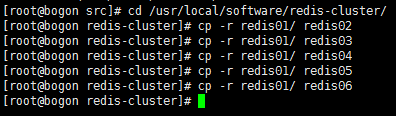 [root@bogon src]# cd /usr/local/software/redis-cluster/
[root@bogon redis-cluster]# cp -r redis01/ redis02
[root@bogon redis-cluster]# cp -r redis01/ redis03
[root@bogon redis-cluster]# cp -r redis01/ redis04
[root@bogon redis-cluster]# cp -r redis01/ redis05
[root@bogon redis-cluster]# cp -r redis01/ redis06
[root@bogon redis-cluster]#